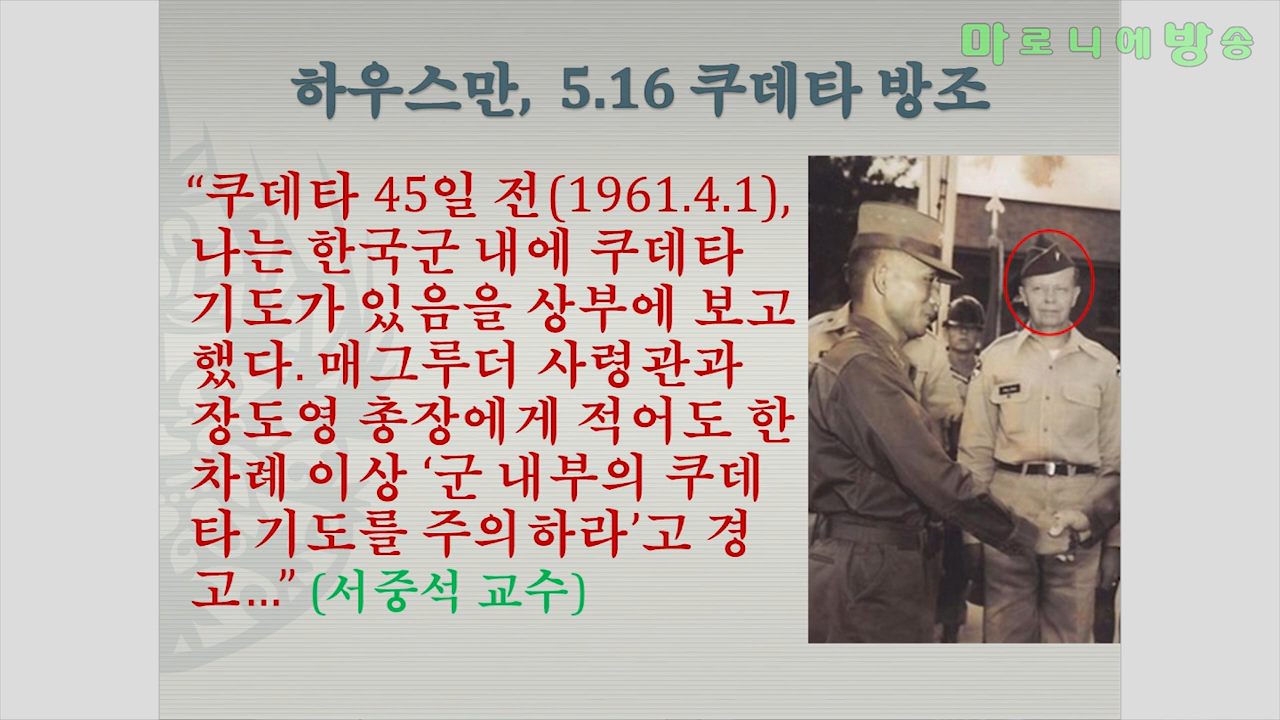 마로니에방송
하우스만, 5.16 쿠데타 방조
“쿠데타 45일 전(1961.4.1),
나는 한국군 내에 쿠데타
기도가 있음을 상부에 보고
했다. 매그루더 사령관과
장도영 총장에게 적어도 한
차례 이상 ‘군 내부의 쿠데
타 기도를 주의하라’고 경
고...” (서중석 교수)